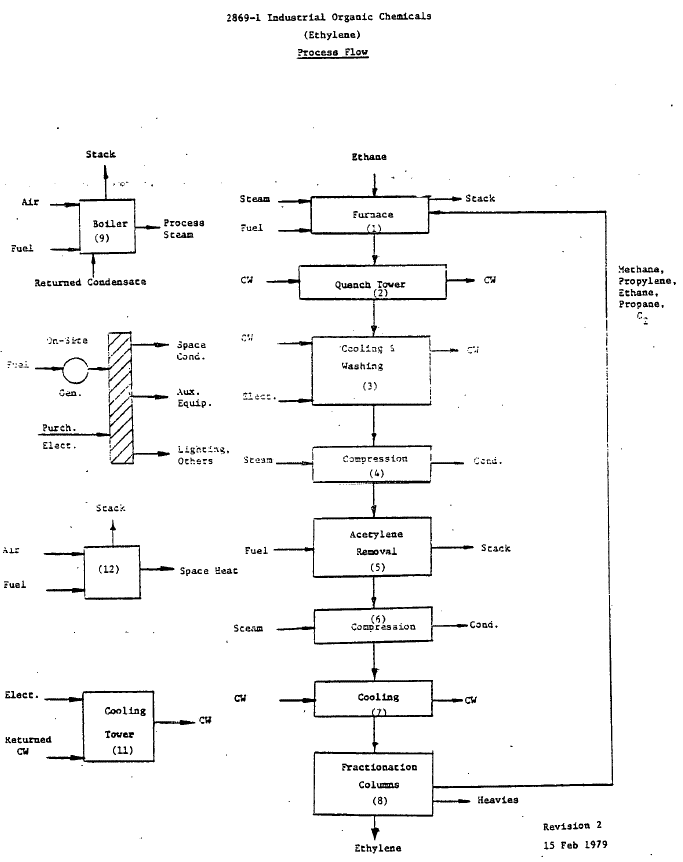 2869-1 Industrial Organic Chemicals
(Ethylene)
Process Flow
Stack
Air
Boiler
(9)
Process
Steam
Fuel
Returned Condensate
On-Site
Fuel
Gen.
Space
Cond.
Aux.
Equip.
Purch.
Elect.
Lighting,
Others
Stack
Air
(12)
Space Heat
Fuel
Elect.
Cooling
Tower
(11)
CW
Returned
CW
Ethane
Steam
Stack
Furnace
(1)
Fuel
CW
Quench Tower
(2)
CW
CW
Cooling &
Washing
(3)
CW
Elect.
Steam
Compression
(4)
Cond.
Fuel
Acetylene
Removal
(5)
Stack
Steam
(6)
Compression
Cond.
CW
Cooling
(7)
CW
Fractionation
Columns
(8)
Heavies
Ethylene
Methane,
Propylene,
Ethane,
Propane,
C2
Revision 2
15 Feb 1979